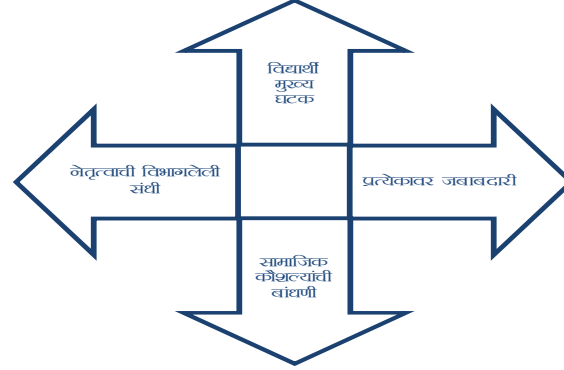 विद्यार्थी
मुख्य
घटक
नेतृत्वाची विभागलेली
संधी
प्रत्येकावर जबाबदारी
सामाजिक
कौशल्यांची
बांधणी